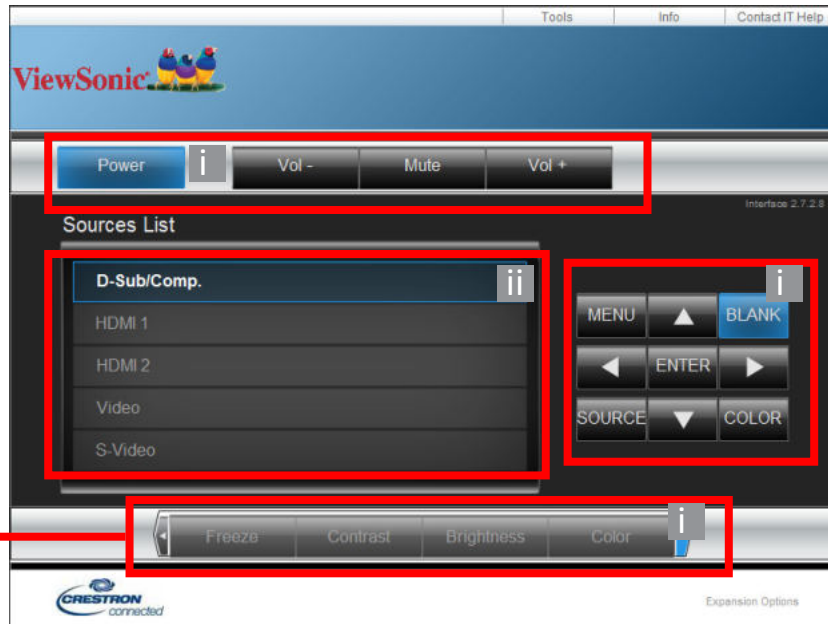 Tools Info Contact IT Help
ViewSonic
Power i Vol - Mute Vol +
Interface 2.7.2.8
Sources List
D-Sub/Comp. ii
HDMI 1
HDMI 2
Video
S-Video
i
MENU BLANK
ENTER
SOURCE COLOR
Freeze Contrast Brightness Color i
CRESTRON
connected
Expansion Options